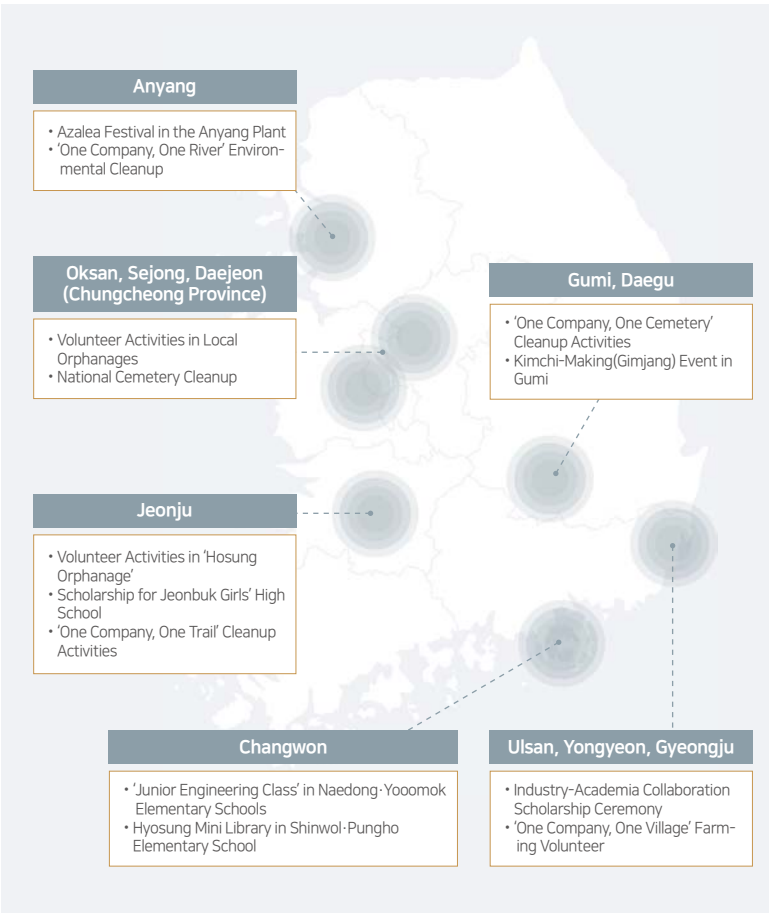 Anyang
• Azalea Festival in the Anyang Plant
• ‘One Company, One River’ Environ-
mental Cleanup
Oksan, Sejong, Daejeon
(Chungcheong Province)
• Volunteer Activities in Local
Orphanages
• National Cemetery Cleanup
Gumi, Daegu
• ‘One Company, One Cemetery’
Cleanup Activities
• Kimchi-Making(Gimjang) Event in
Gumi
Jeonju
• Volunteer Activities in ‘Hosung
Orphanage’
• Scholarship for Jeonbuk Girls’ High
School
• ‘One Company, One Trail’ Cleanup
Activities
Changwon
• ‘Junior Engineering Class’ in Naedong·Yooomok
Elementary Schools
• Hyosung Mini Library in Shinwol·Pungho
Elementary School
Ulsan, Yongyeon, Gyeongju
• Industry-Academia Collaboration
Scholarship Ceremony
• ‘One Company, One Village’ Farm-
ing Volunteer